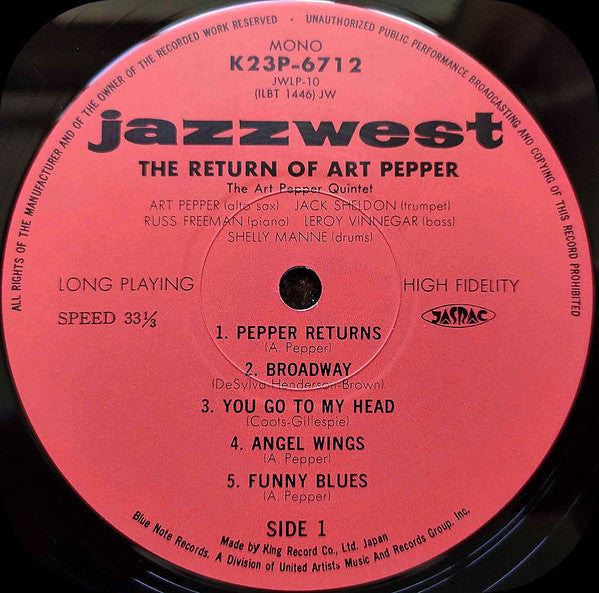 ALL RIGHTS OF THE MANUFACTURER AND OF THE OWNER OF THE RECORDED WORK RESERVED · UNAUTHORIZED PUBLIC PERFORMANCE BROADCASTING AND COPYING OF THIS RECORD PROHIBITED
MONO
K23P-6712
JWLP-10
(ILBT 1446) JW
jazzwest
THE RETURN OF ART PEPPER
The Art Pepper Quintet
ART PEPPER (alto sax) JACK SHELDON (trumpet)
RUSS FREEMAN (piano) LEROY VINNEGAR (bass)
SHELLY MANNE (drums)
LONG PLAYING
HIGH FIDELITY
SPEED 33⅓
JASRAC
1. PEPPER RETURNS
(A. Pepper)
2. BROADWAY
(DeSylva-Henderson-Brown)
3. YOU GO TO MY HEAD
(Coots-Gillespie)
4. ANGEL WINGS
(A. Pepper)
5. FUNNY BLUES
(A. Pepper)
SIDE 1
Made by King Record Co., Ltd. Japan
Blue Note Records. A Division of United Artists Music And Records Group, Inc.